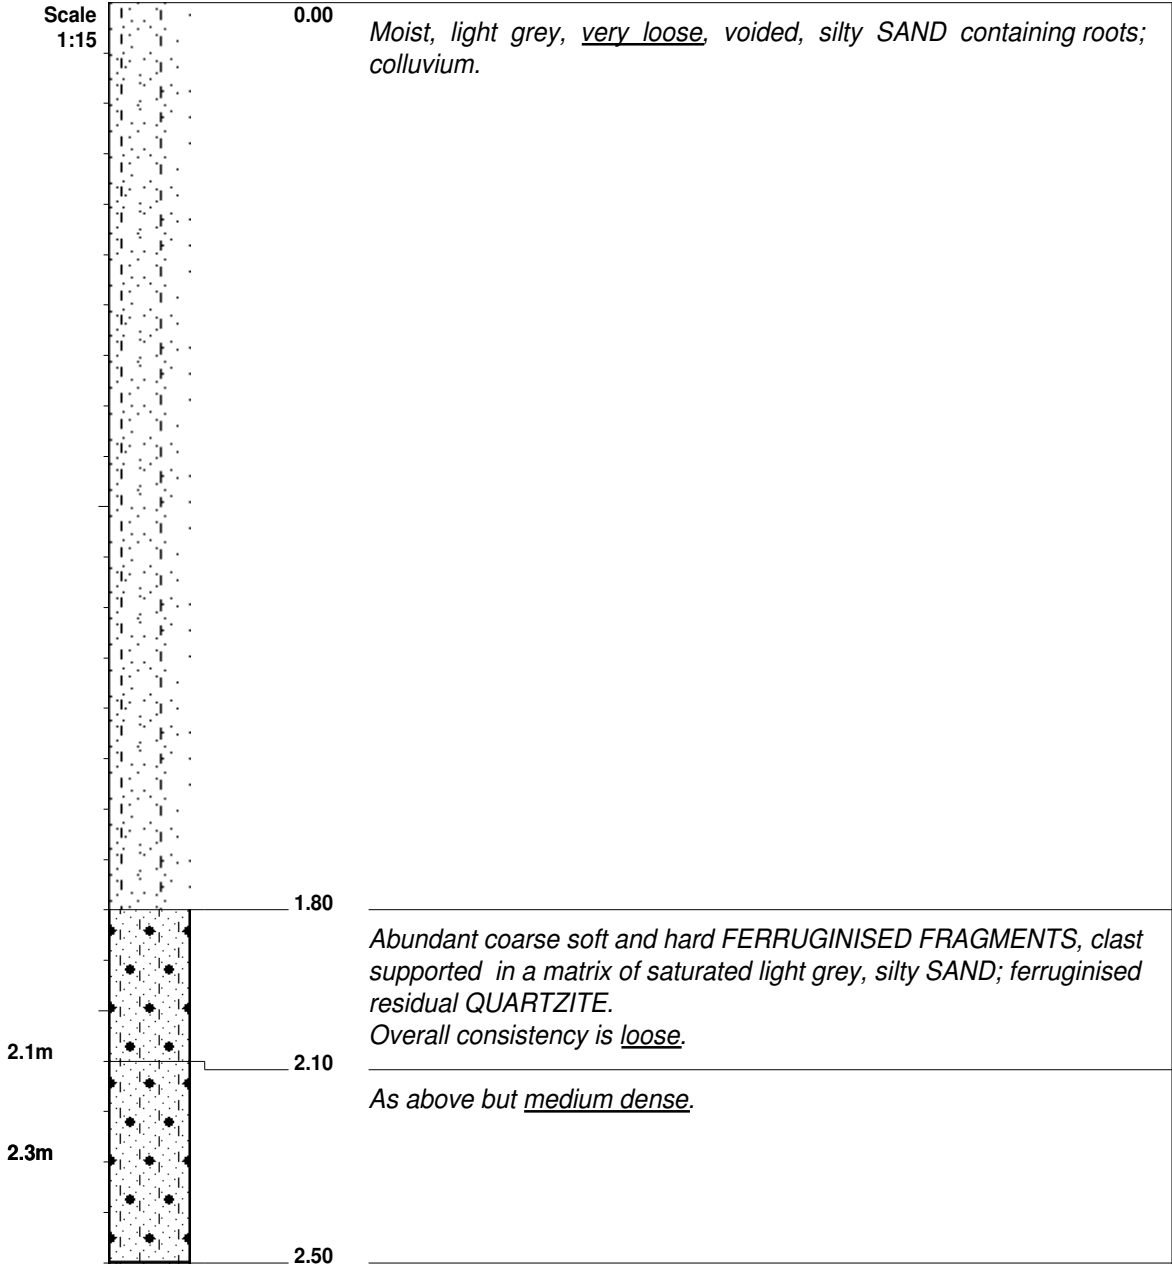 Scale
1:15
0.00
Moist, light grey, very loose, voided, silty SAND containing roots;
colluvium.
1.80
Abundant coarse soft and hard FERRUGINISED FRAGMENTS, clast
supported in a matrix of saturated light grey, silty SAND; ferruginised
residual QUARTZITE.
Overall consistency is loose.
2.1m
2.10
As above but medium dense.
2.3m
2.50